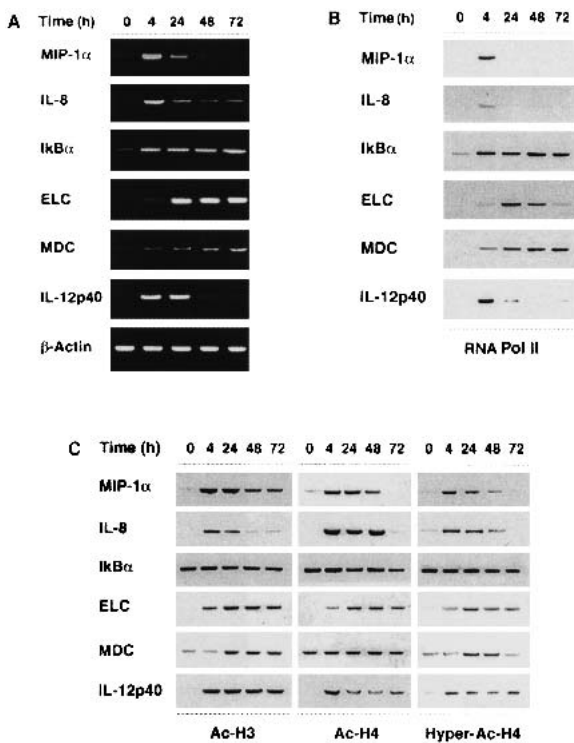 A Time (h) 0 4 24 48 72
MIP-1α
IL-8
IkBα
ELC
MDC
IL-12p40
β-Actin
B Time (h) 0 4 24 48 72
MIP-1α
IL-8
IkBα
ELC
MDC
IL-12p40
RNA Pol II
C Time (h) 0 4 24 48 72 0 4 24 48 72 0 4 24 48 72
MIP-1α
IL-8
IkBα
ELC
MDC
IL-12p40
Ac-H3 Ac-H4 Hyper-Ac-H4